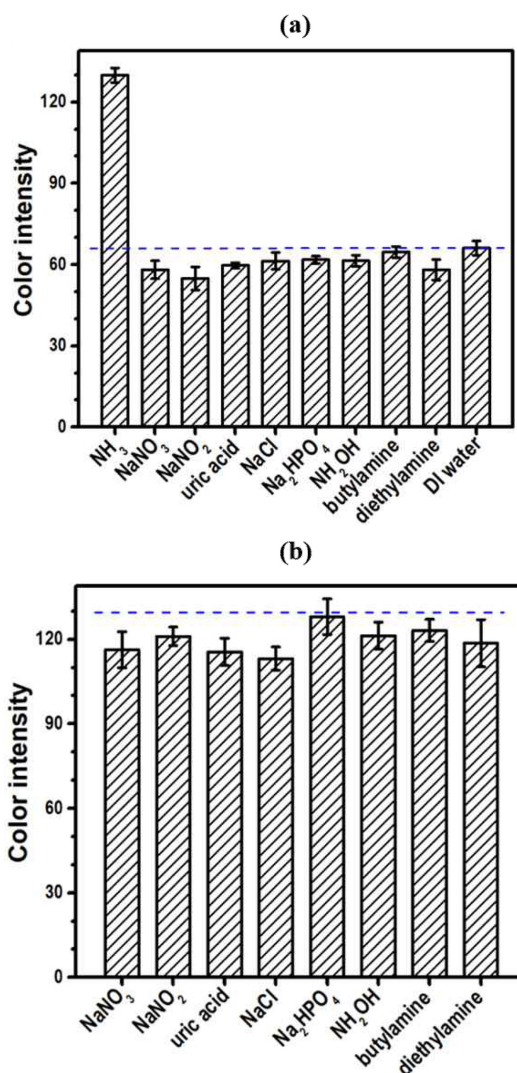 (a)
Color intensity
120
90
60
30
0
NH₃
NaNO₃
NaNO₂
uric acid
NaCl
Na₂HPO₄
NH₂OH
butylamine
diethylamine
DI water
(b)
Color intensity
120
90
60
30
0
NaNO₃
NaNO₂
uric acid
NaCl
Na₂HPO₄
NH₂OH
butylamine
diethylamine